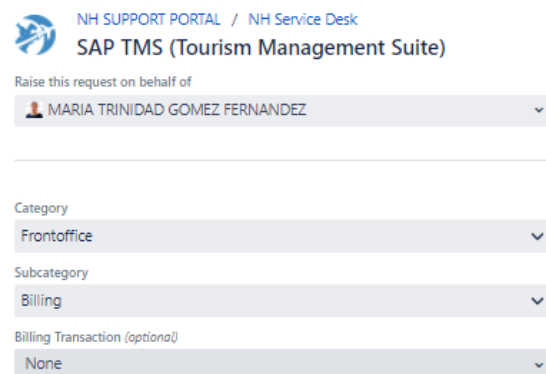 NH SUPPORT PORTAL / NH Service Desk
SAP TMS (Tourism Management Suite)
Raise this request on behalf of
MARIA TRINIDAD GOMEZ FERNANDEZ
Category
Frontoffice
Subcategory
Billing
Billing Transaction (optional)
None